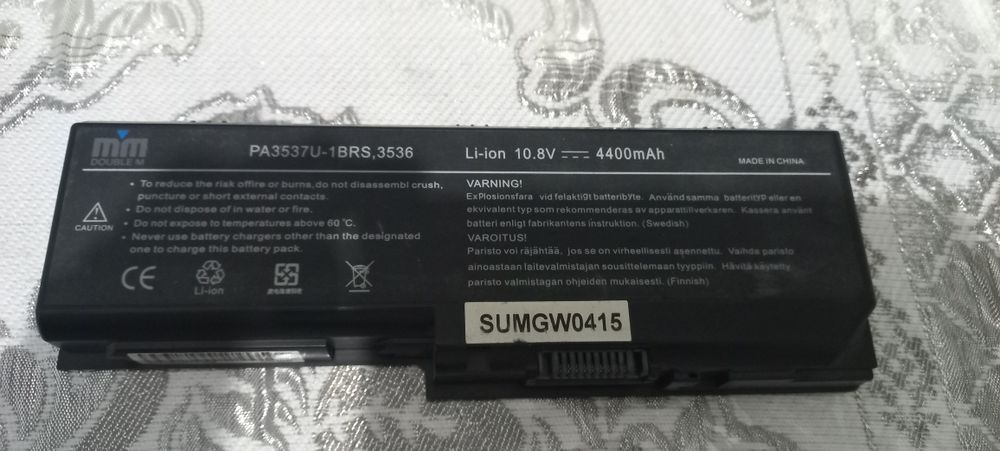 mm
DOUBLE M
PA3537U-1BRS,3536
Li-ion 10.8V 4400mAh
MADE IN CHINA
• To reduce the risk offire or burns,do not disassembl crush,
puncture or short external contacts.
• Do not dispose of in water or fire.
• Do not expose to temperatures above 60 ℃.
• Never use battery chargers other than the designated
one to charge this battery pack.
CAUTION
CE
Li-ion
VARNING!
ExPlosionsfara vid felaktigt batteribyte. Använd samma batterityp eller en
ekvivalent typ som rekommenderas av apparattillverkaren. Kassera använt
batteri enligt fabrikantens instruktion. (Swedish)
VAROITUS!
Paristo voi räjähtää, jos se on virheellisesti asennettu. Vaihda paristo
ainoastaan laitevalmistajan sousittelemaan tyyppiin. Hävitä käytetty
paristo valmistagan ohjeiden mukaisesti. (Finnish)
SUMGW0415